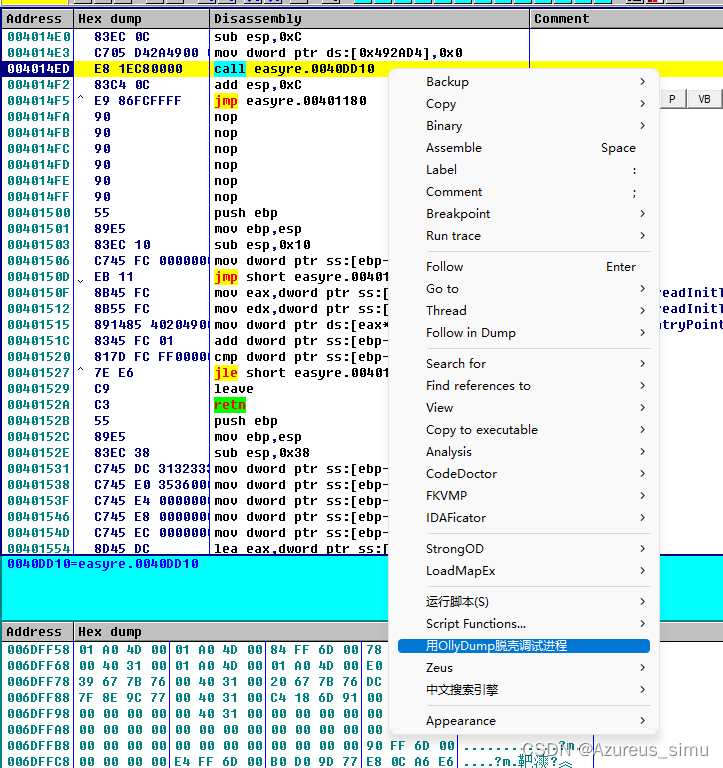 Address Hex dump Disassembly Comment
004014E0 83EC 0C sub esp,0xC
004014E3 C705 D42A4900 mov dword ptr ds:[0x492AD4],0x0
004014ED E8 1EC80000 call easyre.0040DD10
004014F2 83C4 0C add esp,0xC
004014F5 ^ E9 86FCFFFF jmp easyre.00401180
004014FA 90 nop
004014FB 90 nop
004014FC 90 nop
004014FD 90 nop
004014FE 90 nop
004014FF 90 nop
00401500 55 push ebp
00401501 89E5 mov ebp,esp
00401503 83EC 10 sub esp,0x10
00401506 C745 FC 0000000 mov dword ptr ss:[ebp-
0040150D EB 11 jmp short easyre.00401
0040150F 8B45 FC mov eax,dword ptr ss:[ readInitT
00401512 8B55 FC mov edx,dword ptr ss:[ readInitT
00401515 891485 40204900 mov dword ptr ds:[eax* ntryPoint
0040151C 8345 FC 01 add dword ptr ss:[ebp-
00401520 817D FC FF0000 cmp dword ptr ss:[ebp-
00401527 ^ 7E E6 jle short easyre.00401
00401529 C9 leave
0040152A C3 retn
0040152B 55 push ebp
0040152C 89E5 mov ebp,esp
0040152E 83EC 38 sub esp,0x38
00401531 C745 DC 3132333 mov dword ptr ss:[ebp-
00401538 C745 E0 3536000 mov dword ptr ss:[ebp-
0040153F C745 E4 0000000 mov dword ptr ss:[ebp-
00401546 C745 E8 0000000 mov dword ptr ss:[ebp-
0040154D C745 EC 0000000 mov dword ptr ss:[ebp-
00401554 8D45 DC lea eax,dword ptr ss:[
0040DD10=easyre.0040DD10
Address Hex dump
006DFF58 01 A0 4D 00 01 A0 4D 00 84 FF 6D 00 78
006DFF68 00 40 31 00 01 A0 4D 00 01 A0 4D 00 E0
006DFF78 39 67 7B 76 00 40 31 00 20 67 7B 76 DC
006DFF88 7F 8E 9C 77 00 40 31 00 C4 18 6D 91 00
006DFF98 00 00 00 00 00 40 31 00 00 00 00 00 00
006DFFA8 00 00 00 00 00 00 00 00 00 00 00 00 00
006DFFB8 00 00 00 00 00 00 00 00 90 FF 6D 00
006DFFC8 00 00 00 00 E4 FF 6D 00 B0 D0 9D 77 E8 0C A6 E6
P VB
Backup
Copy
Binary
Assemble Space
Label :
Comment ;
Breakpoint
Run trace
Follow Enter
Go to
Thread
Follow in Dump
Search for
Find references to
View
Copy to executable
Analysis
CodeDoctor
FKVMP
IDAFicator
StrongOD
LoadMapEx
运行脚本(S)
Script Functions...
用OllyDump脱壳调试进程
Zeus
中文搜索引擎
Appearance
CSDN @Azureus_simu